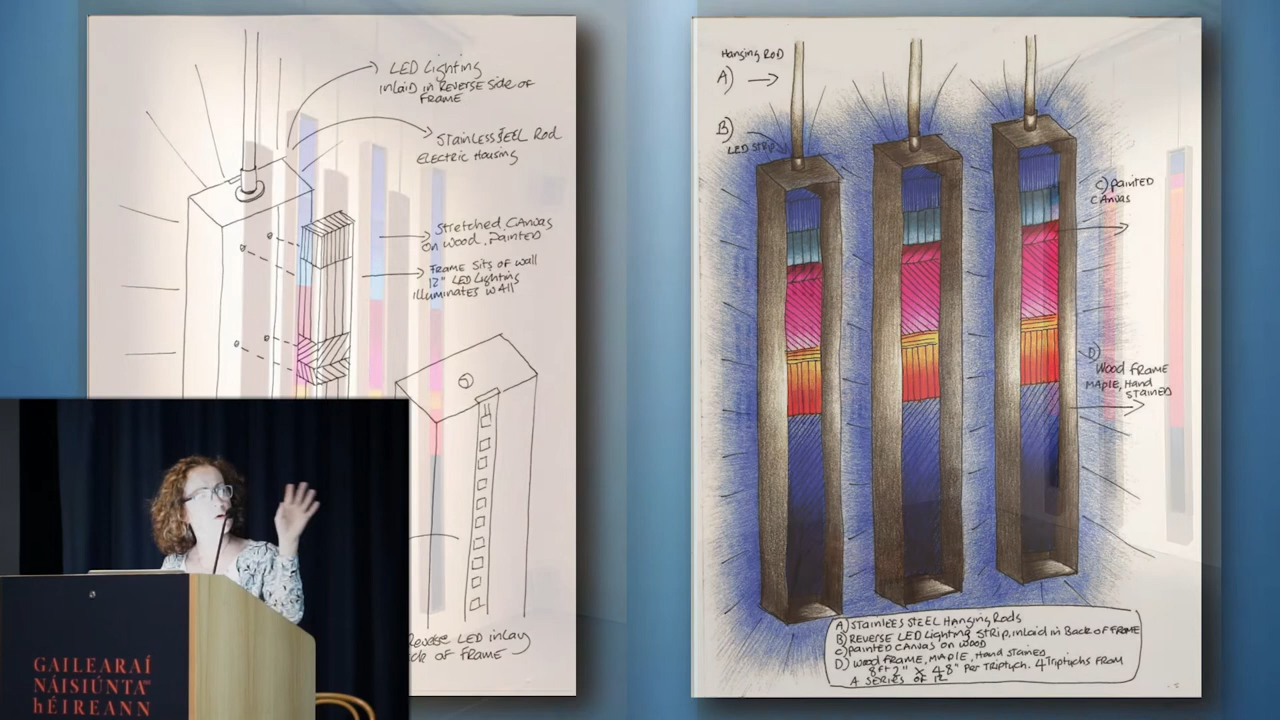 LED Lighting
inLaid in Reverse side of
FRAME
Stainless Steel Rod
Electric Housing
Stretched, Canvas
on Wood, Painted
Frame Sits of wall
12" LED Lighting
illuminates Wall
Reverse LED inlay
ck of Frame
Hanging Rod
A)
B)
LED Strip
C) Painted
Canvas
D)
Wood Frame
Maple, Hand
Stained
A) Stainless Steel Hanging Rods
B) Reverse LED Lighting Strip, inlaid in Back of Frame
C) Painted Canvas on Wood
D) Wood Frame, Maple, Hand Stained
8ft 2" x 48" Per Triptych. 4 Triptychs From
A Series of 12
GAILEARAÍ
NÁISIÚNTA
hÉIREANN